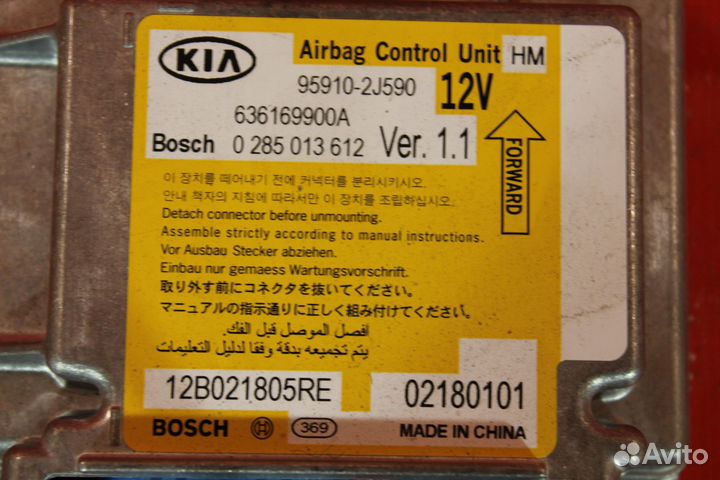 KIA Airbag Control Unit HM
95910-2J590 12V
636169900A
Bosch 0 285 013 612 Ver. 1.1
FORWARD
이 장치를 떼어내기 전에 커넥터를 분리시키시오.
안내 책자의 지침에 따라서만 이 장치를 조립하십시오.
Detach connector before unmounting.
Assemble strictly according to manual instructions.
Vor Ausbau Stecker abziehen.
Einbau nur gemaess Wartungsvorschrift.
取り外す前にコネクタを抜いてください。
マニュアルの指示通りに正しく組み付けてください。
افصل الموصل قبل الفك.
يتم تجميعه بدقة وفقا لدليل التعليمات
12B021805RE 02180101
BOSCH 369 MADE IN CHINA
Avito